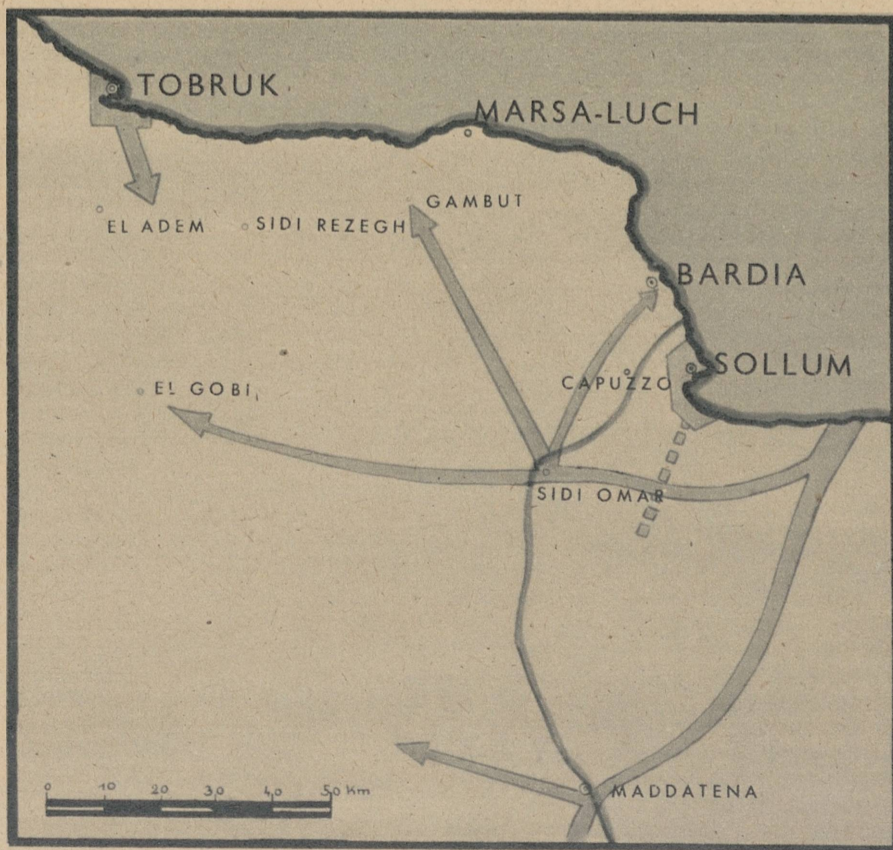 TOBRUK
MARSA-LUCH
GAMBUT
EL ADEM
SIDI REZEGH
BARDIA
SOLLUM
CAPUZZO
EL GOBI
SIDI OMAR
MADDATENA
0 10 20 30 40 50 Km